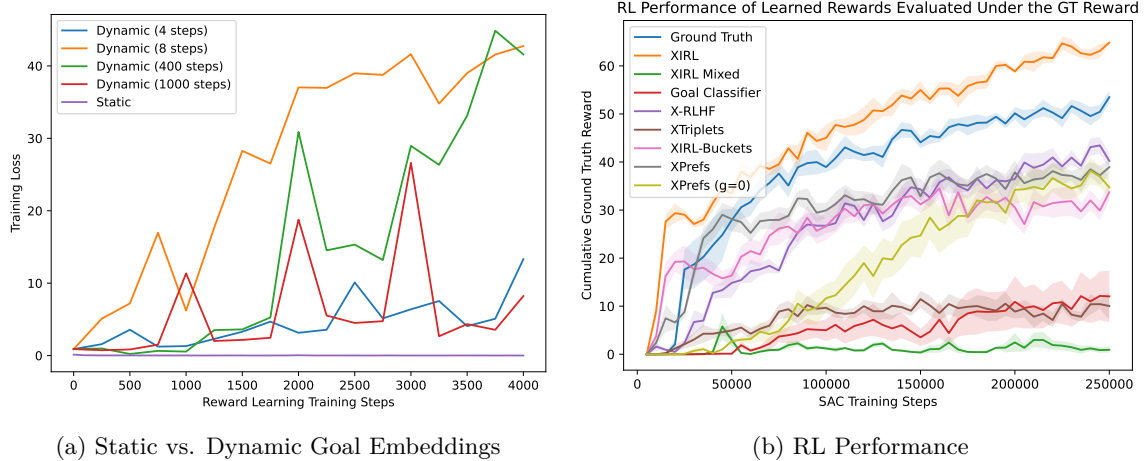 Training Loss
40
30
20
10
0
Dynamic (4 steps)
Dynamic (8 steps)
Dynamic (400 steps)
Dynamic (1000 steps)
Static
0 500 1000 1500 2000 2500 3000 3500 4000
Reward Learning Training Steps
(a) Static vs. Dynamic Goal Embeddings
RL Performance of Learned Rewards Evaluated Under the GT Reward
Cumulative Ground Truth Reward
60
50
40
30
20
10
0
Ground Truth
XIRL
XIRL Mixed
Goal Classifier
X-RLHF
XTriplets
XIRL-Buckets
XPrefs
XPrefs (g=0)
0 50000 100000 150000 200000 250000
SAC Training Steps
(b) RL Performance